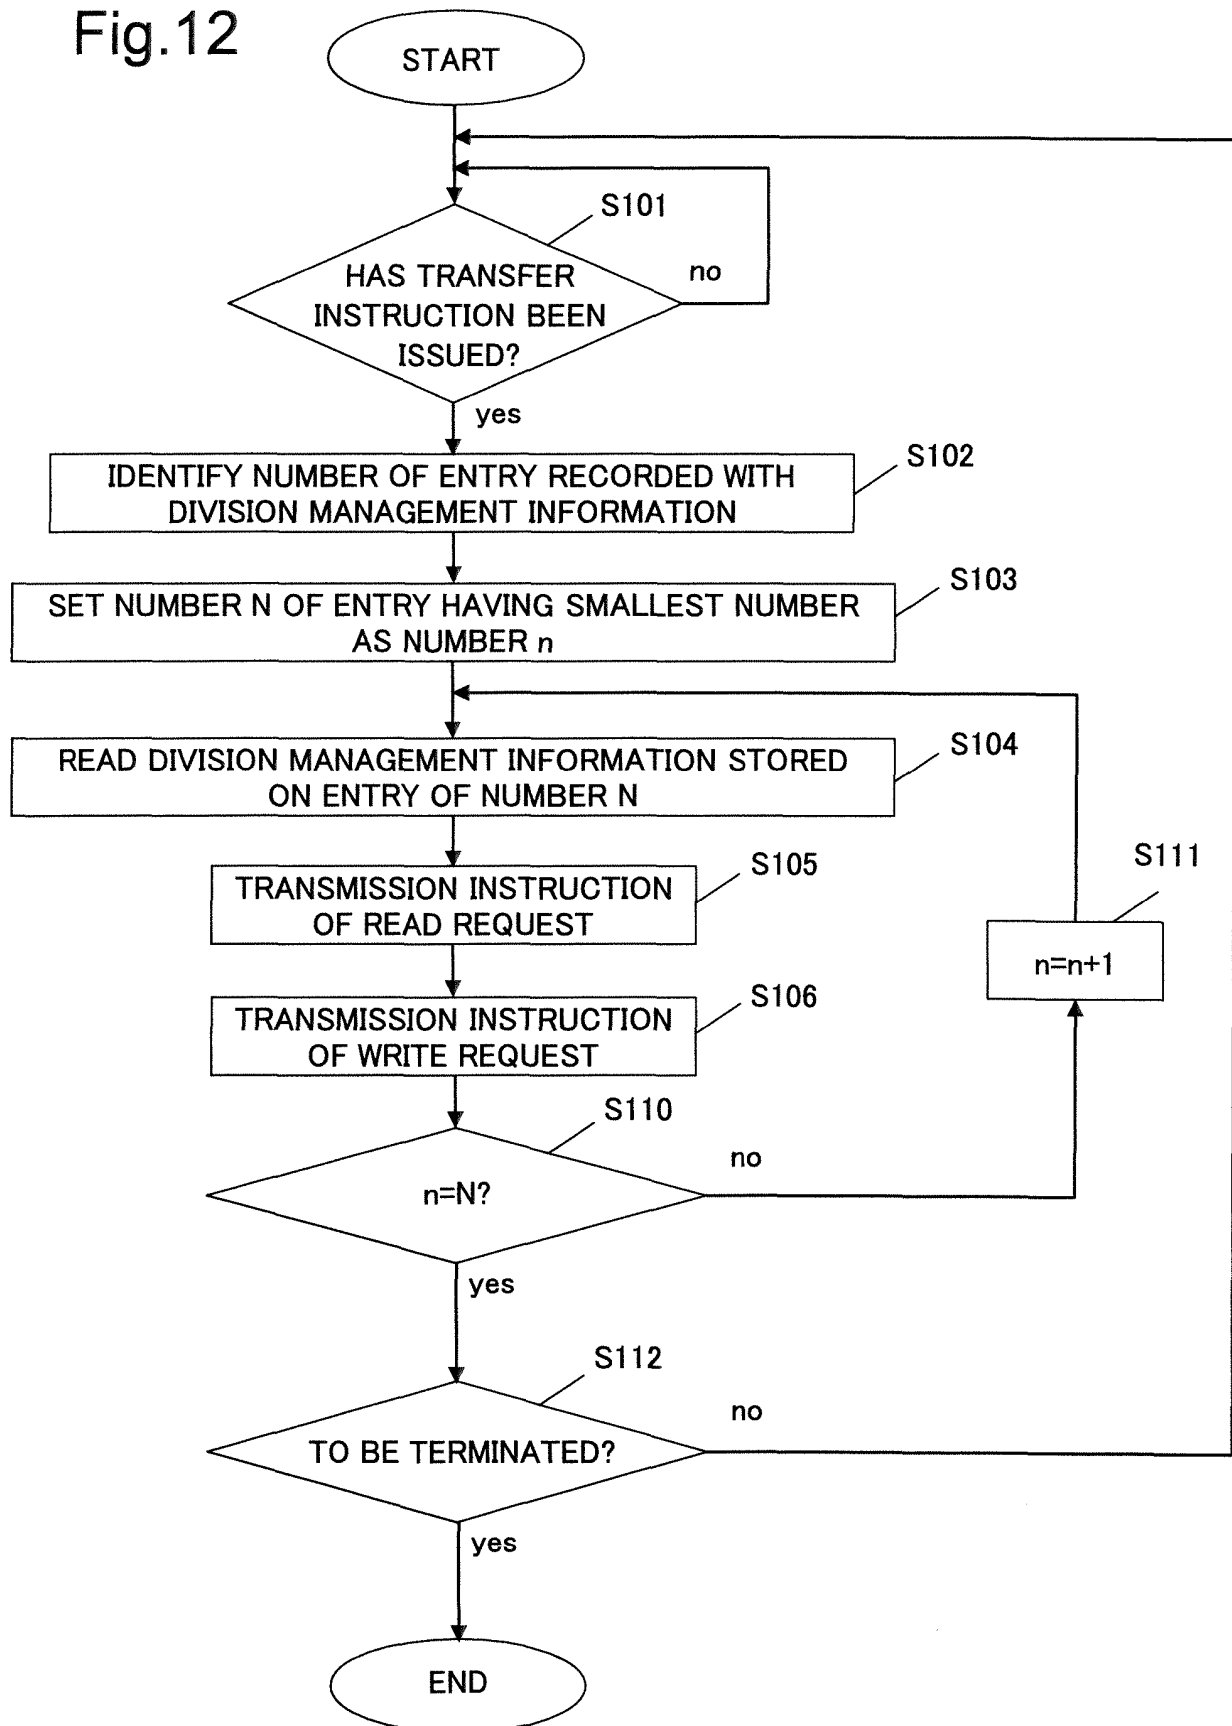 Fig.12
START
S101
HAS TRANSFER
INSTRUCTION BEEN
ISSUED?
no
yes
S102
IDENTIFY NUMBER OF ENTRY RECORDED WITH
DIVISION MANAGEMENT INFORMATION
S103
SET NUMBER N OF ENTRY HAVING SMALLEST NUMBER
AS NUMBER n
S104
READ DIVISION MANAGEMENT INFORMATION STORED
ON ENTRY OF NUMBER N
S105
TRANSMISSION INSTRUCTION
OF READ REQUEST
S111
n=n+1
S106
TRANSMISSION INSTRUCTION
OF WRITE REQUEST
S110
n=N?
no
yes
S112
TO BE TERMINATED?
no
yes
END